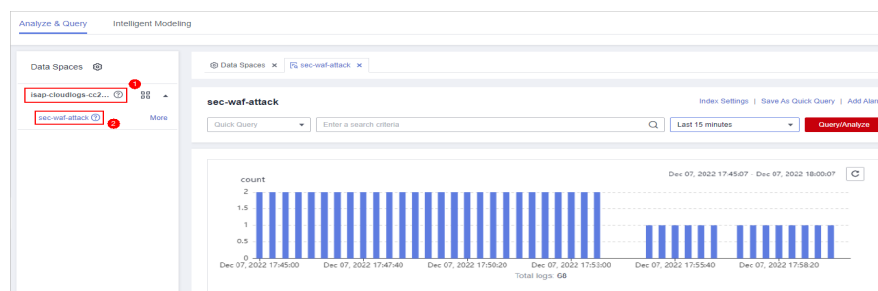 Analyze & Query Intelligent Modeling
Data Spaces
Data Spaces × sec-waf-attack ×
1
isap-cloudlogs-cc2...
sec-waf-attack
2
More
sec-waf-attack
Index Settings | Save As Quick Query | Add Alarm
Quick Query Enter a search criteria Last 15 minutes Query/Analyze
Dec 07, 2022 17:45:07 - Dec 07, 2022 18:00:07
count
2
1.5
1
0.5
0
Dec 07, 2022 17:45:00 Dec 07, 2022 17:47:40 Dec 07, 2022 17:50:20 Dec 07, 2022 17:53:00 Dec 07, 2022 17:55:40 Dec 07, 2022 17:58:20
Total logs: 68